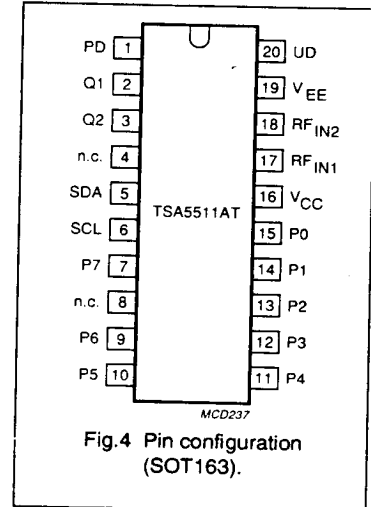 PD 1 20 UD
Q1 2 19 VEE
Q2 3 18 RFIN2
n.c. 4 17 RFIN1
SDA 5 TSA5511AT 16 VCC
SCL 6 15 P0
P7 7 14 P1
n.c. 8 13 P2
P6 9 12 P3
P5 10 11 P4
MCD237
Fig.4 Pin configuration
(SOT163).